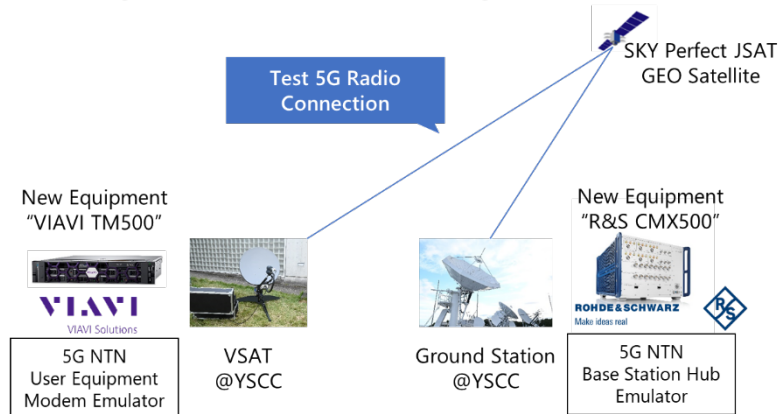 SKY Perfect JSAT
GEO Satellite
Test 5G Radio
Connection
New Equipment
“VIAVI TM500”
New Equipment
“R&S CMX500”
VIAVI
VIAVI Solutions
ROHDE&SCHWARZ
Make ideas real
R&S
5G NTN
User Equipment
Modem Emulator
VSAT
@YSCC
Ground Station
@YSCC
5G NTN
Base Station Hub
Emulator